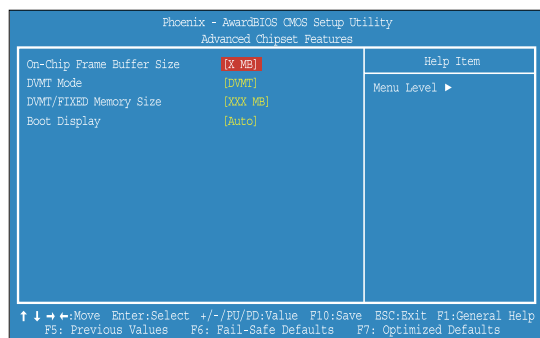 Phoenix - AwardBIOS CMOS Setup Utility
Advanced Chipset Features
On-Chip Frame Buffer Size [X MB]
DVMT Mode [DVMT]
DVMT/FIXED Memory Size [XXX MB]
Boot Display [Auto]
Help Item
Menu Level ►
↑ ↓ → ←:Move Enter:Select +/-/PU/PD:Value F10:Save ESC:Exit F1:General Help
F5: Previous Values F6: Fail-Safe Defaults F7: Optimized Defaults